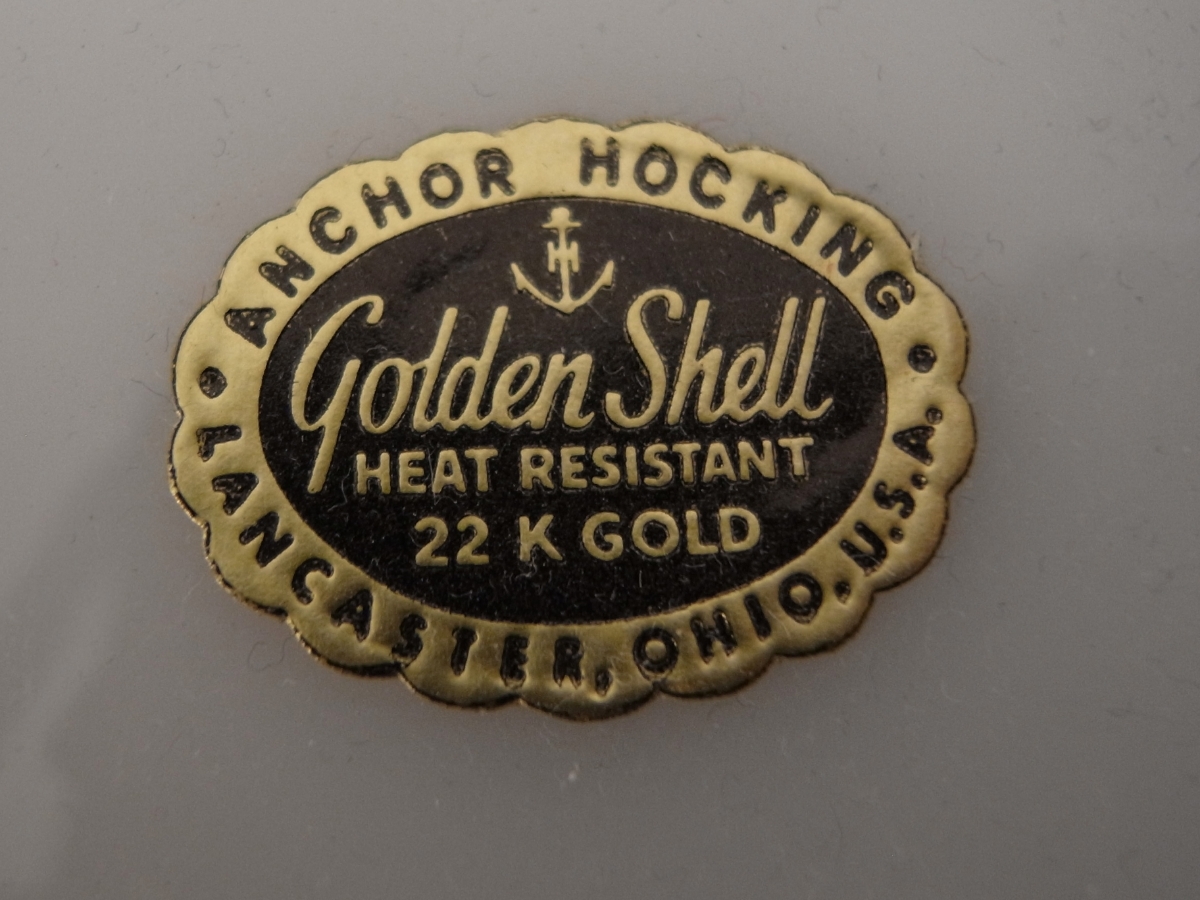 ANCHOR HOCKING
Golden Shell
HEAT RESISTANT
22 K GOLD
LANCASTER, OHIO, U.S.A.